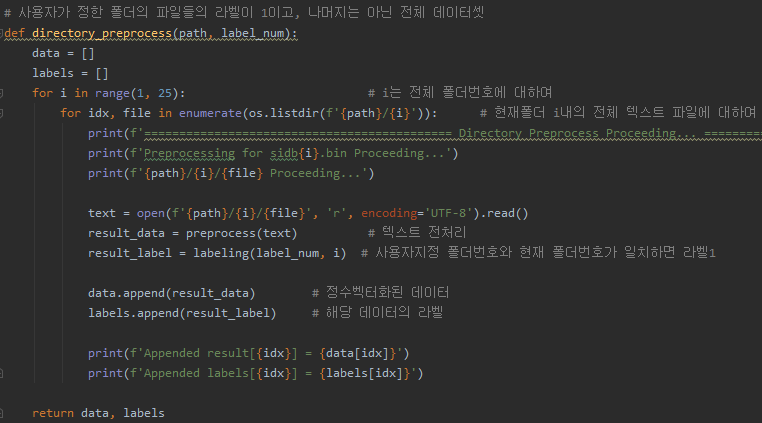 # 사용자가 정한 폴더의 파일들의 라벨이 1이고, 나머지는 아닌 전체 데이터셋
def directory_preprocess(path, label_num):
    data = []
    labels = []
    for i in range(1, 25):                          # i는 전체 폴더번호에 대하여
        for idx, file in enumerate(os.listdir(f'{path}/{i}')):      # 현재폴더 i내의 전체 텍스트 파일에 대하여
            print(f'============================================ Directory Preprocess Proceeding... ========
            print(f'Preprocessing for sidb{i}.bin Proceeding...')
            print(f'{path}/{i}/{file} Proceeding...')

            text = open(f'{path}/{i}/{file}', 'r', encoding='UTF-8').read()
            result_data = preprocess(text)          # 텍스트 전처리
            result_label = labeling(label_num, i)  # 사용자지정 폴더번호와 현재 폴더번호가 일치하면 라벨1

            data.append(result_data)        # 정수벡터화된 데이터
            labels.append(result_label)     # 해당 데이터의 라벨

            print(f'Appended result[{idx}] = {data[idx]}')
            print(f'Appended labels[{idx}] = {labels[idx]}')

    return data, labels